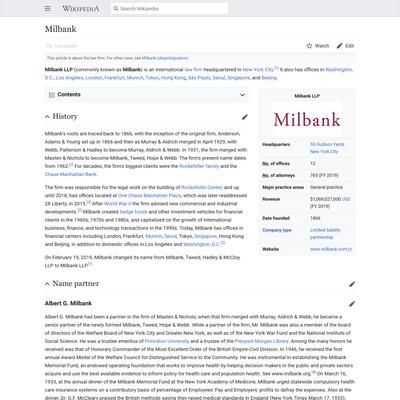 WIKIPEDIA
Search Wikipedia
Milbank
Language
Watch
Edit
This article is about the law firm. For other uses, see Milbank (disambiguation).
Milbank LLP (commonly known as Milbank) is an international law firm headquartered in New York City.[1] It also has offices in Washington,
D.C., Los Angeles, London, Frankfurt, Munich, Tokyo, Hong Kong, São Paulo, Seoul, Singapore, and Beijing.
Contents
History
Milbank's roots are traced back to 1866, with the inception of the original firm, Anderson,
Adams & Young set up in 1866 and then as Murray & Aldrich merged in April 1929, with
Webb, Patterson & Hadley to become Murray, Aldrich & Webb. In 1931, the firm merged with
Masten & Nichols to become Milbank, Tweed, Hope & Webb. The firm's present name dates
from 1962.[2] For decades, the firm's biggest clients were the Rockefeller family and the
Chase Manhattan Bank.
The firm was responsible for the legal work on the building of Rockefeller Center, and up
until 2018, had offices located at One Chase Manhattan Plaza, which was later readdressed
28 Liberty, in 2015.[3] After World War II the firm advised new commercial and industrial
developments.[2] Milbank created hedge funds and other investment vehicles for financial
clients in the 1960s, 1970s and 1980s, and capitalized on the growth of international
business, finance, and technology transactions in the 1990s. Today, Milbank has offices in
financial centers including London, Frankfurt, Munich, Seoul, Tokyo, Singapore, Hong Kong
and Beijing, in addition to domestic offices in Los Angeles and Washington, D.C.[2]
On February 19, 2019, Milbank changed its name from Milbank, Tweed, Hadley & McCloy
LLP to Milbank LLP.[1]
Milbank LLP
Milbank
Headquarters 55 Hudson Yards
New York City
No. of offices 12
No. of attorneys 765 (FY 2019)
Major practice areas General practice
Revenue $1,069,027,000 USD
(FY 2019)
Date founded 1866
Company type Limited liability
partnership
Website www.milbank.com
Name partner
Albert G. Milbank
Albert G. Milbank had been a partner in the firm of Masten & Nichols; when that firm merged with Murray, Aldrich & Webb, he became a
senior partner of the newly formed Milbank, Tweed, Hope & Webb. While a partner of the firm, Mr. Milbank was also a member of the board
of directors of the Welfare Board of New York City and Greater New York, as well as of the New York War Fund and the National Institute of
Social Science. He was a trustee emeritus of Princeton University and a trustee of the Pierpont Morgan Library. Among the many honors he
received was that of Honorary Commander of the Most Excellent Order of the British Empire-Civil Division. In 1946, he received the first
annual Award Medal of the Welfare Council for Distinguished Service to the Community. He was instrumental in establishing the Milbank
Memorial Fund, an endowed operating foundation that works to improve health by helping decision makers in the public and private sectors
acquire and use the best available evidence to inform policy for health care and population health. See www.milbank.org.[4] On March 16,
1933, at the annual dinner of the Milbank Memorial Fund at the New York Academy of Medicine, Milbank urged statewide compulsory health
care insurance systems on a contributory basis of percentage of Employees' Pay and Employers' profits to defray the expenses. Also at the
dinner, Dr. G.F. McCleary praised the British methods saying they raised medical standards in England (New York Times March 17, 1933).